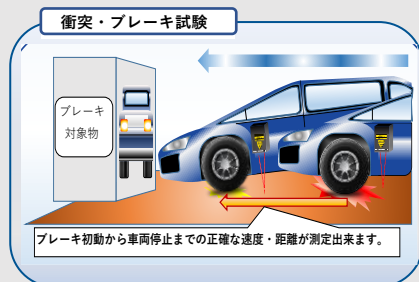 衝突・ブレーキ試験
ブレーキ
対象物
ブレーキ初動から車両停止までの正確な速度・距離が測定出来ます。